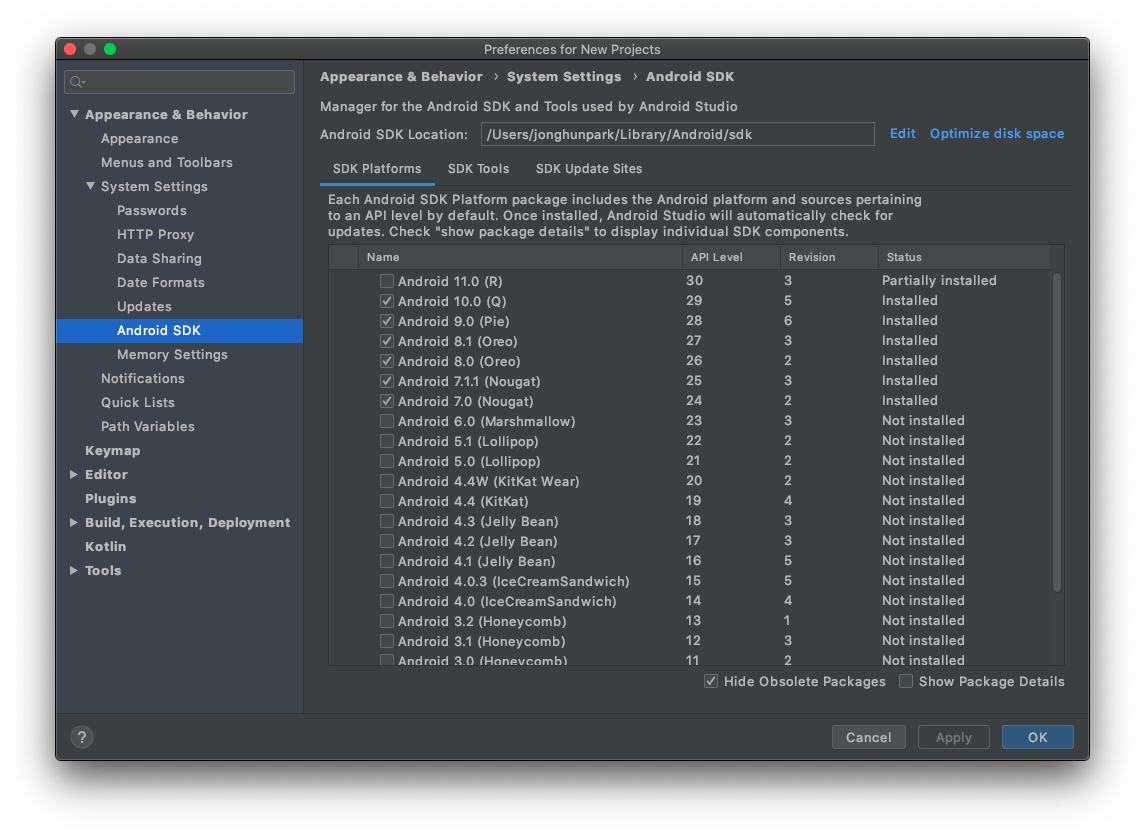 Preferences for New Projects
Appearance & Behavior
Appearance
Menus and Toolbars
System Settings
Passwords
HTTP Proxy
Data Sharing
Date Formats
Updates
Android SDK
Memory Settings
Notifications
Quick Lists
Path Variables
Keymap
Editor
Plugins
Build, Execution, Deployment
Kotlin
Tools
Appearance & Behavior › System Settings › Android SDK
Manager for the Android SDK and Tools used by Android Studio
Android SDK Location: /Users/jonghunpark/Library/Android/sdk Edit Optimize disk space
SDK Platforms SDK Tools SDK Update Sites
Each Android SDK Platform package includes the Android platform and sources pertaining
to an API level by default. Once installed, Android Studio will automatically check for
updates. Check "show package details" to display individual SDK components.
Name API Level Revision Status
Android 11.0 (R) 30 3 Partially installed
Android 10.0 (Q) 29 5 Installed
Android 9.0 (Pie) 28 6 Installed
Android 8.1 (Oreo) 27 3 Installed
Android 8.0 (Oreo) 26 2 Installed
Android 7.1.1 (Nougat) 25 3 Installed
Android 7.0 (Nougat) 24 2 Installed
Android 6.0 (Marshmallow) 23 3 Not installed
Android 5.1 (Lollipop) 22 2 Not installed
Android 5.0 (Lollipop) 21 2 Not installed
Android 4.4W (KitKat Wear) 20 2 Not installed
Android 4.4 (KitKat) 19 4 Not installed
Android 4.3 (Jelly Bean) 18 3 Not installed
Android 4.2 (Jelly Bean) 17 3 Not installed
Android 4.1 (Jelly Bean) 16 5 Not installed
Android 4.0.3 (IceCreamSandwich) 15 5 Not installed
Android 4.0 (IceCreamSandwich) 14 4 Not installed
Android 3.2 (Honeycomb) 13 1 Not installed
Android 3.1 (Honeycomb) 12 3 Not installed
Android 3.0 (Honeycomb) 11 2 Not installed
Hide Obsolete Packages Show Package Details
? Cancel Apply OK